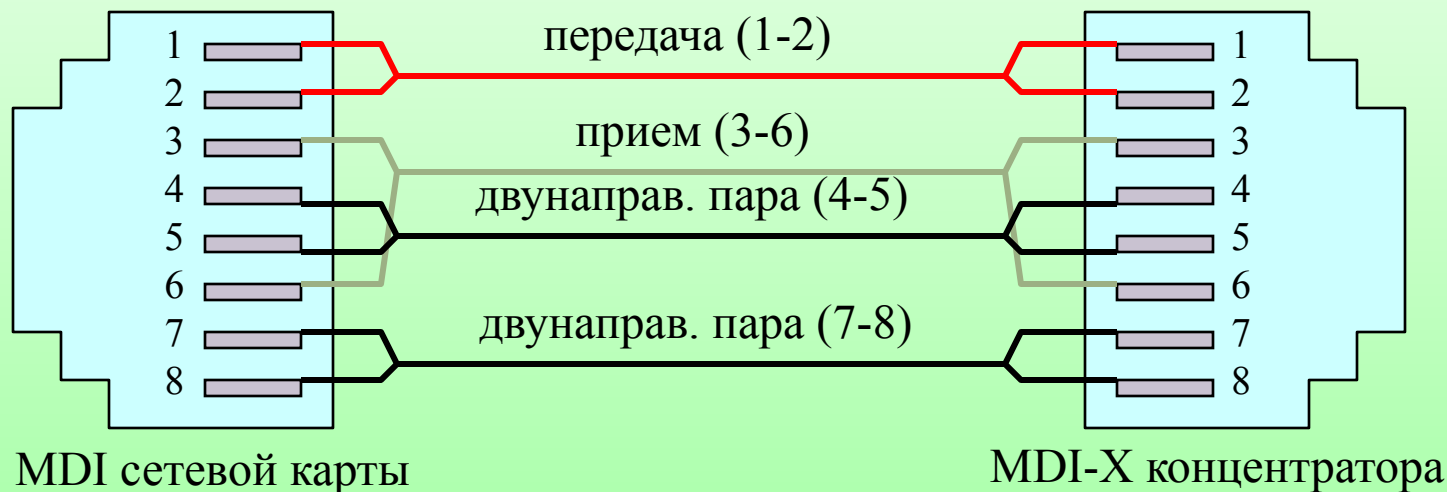 передача (1-2)
1 1
2 2
прием (3-6)
3 3
двунаправ. пара (4-5)
4 4
5 5
6 6
двунаправ. пара (7-8)
7 7
8 8
MDI сетевой карты
MDI-X концентратора